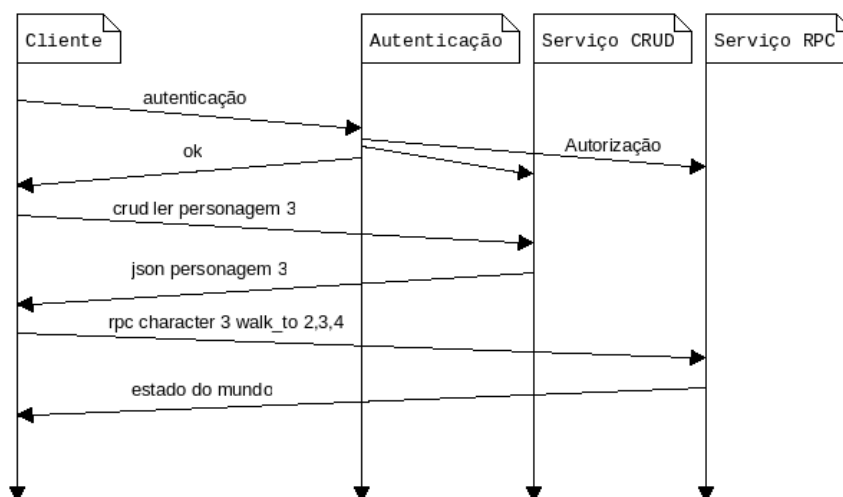 Cliente
Autenticação
Serviço CRUD
Serviço RPC
autenticação
Autorização
ok
crud ler personagem 3
json personagem 3
rpc character 3 walk_to 2,3,4
estado do mundo